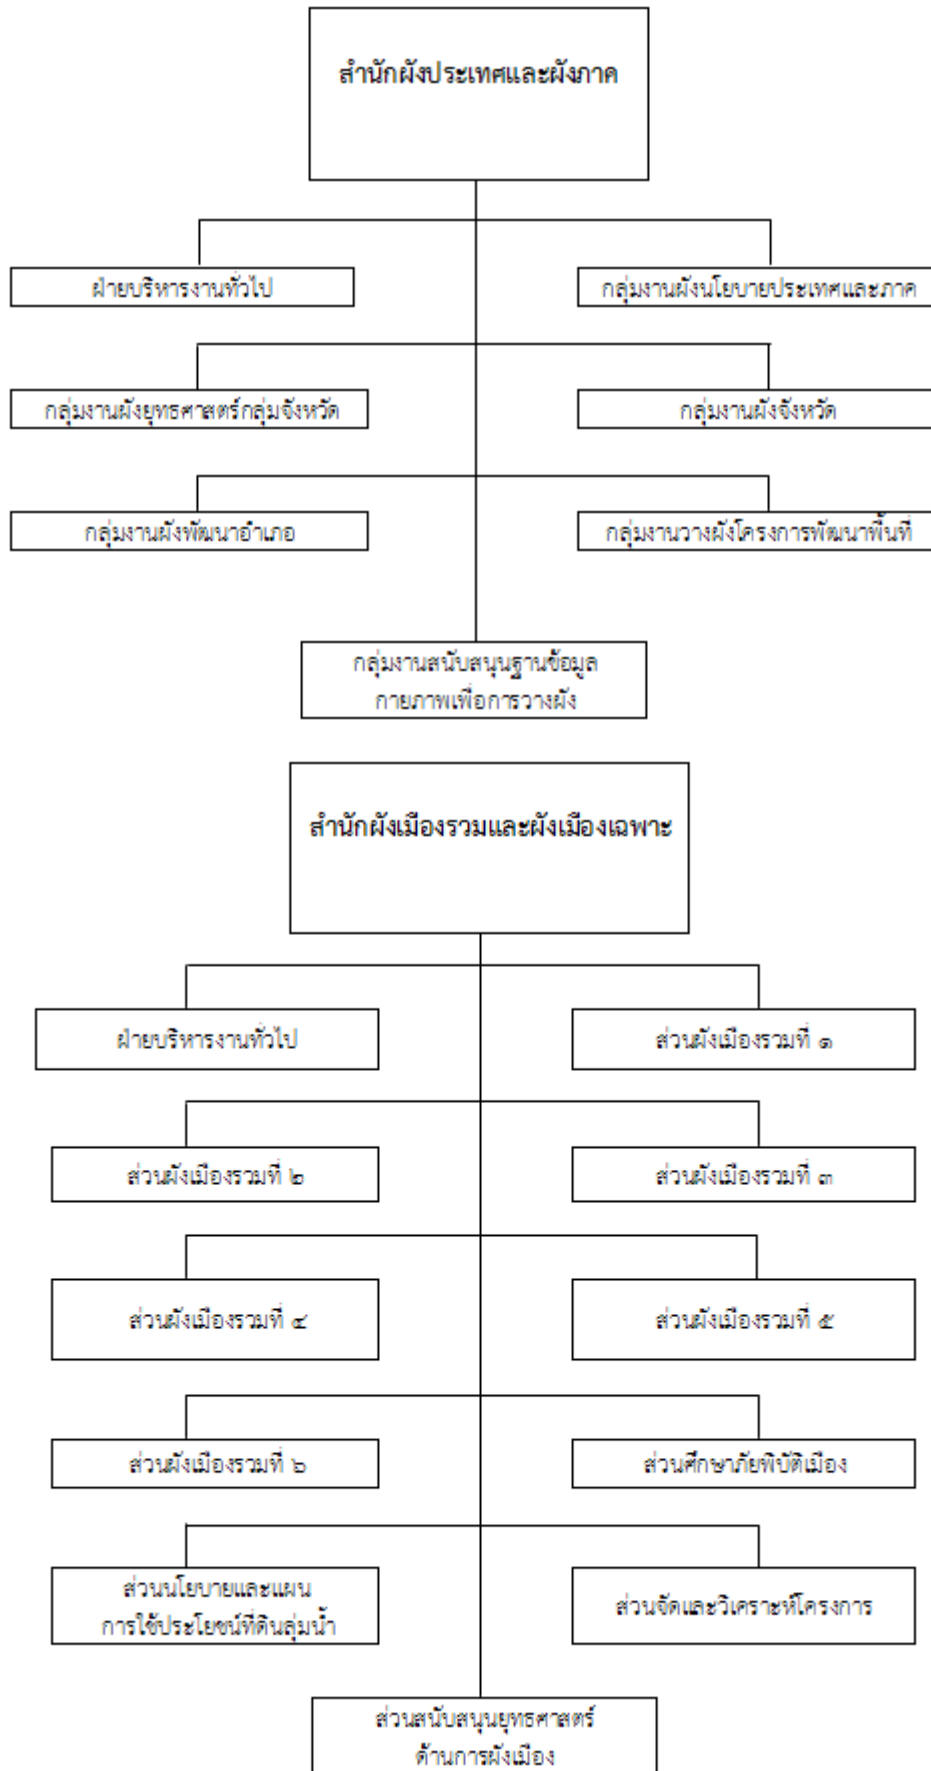 สำนักผังประเทศและผังภาค
ฝ่ายบริหารงานทั่วไป
กลุ่มงานผังนโยบายประเทศและภาค
กลุ่มงานผังยุทธศาสตร์กลุ่มจังหวัด
กลุ่มงานผังจังหวัด
กลุ่มงานผังพัฒนาอำเภอ
กลุ่มงานวางผังโครงการพัฒนาพื้นที่
กลุ่มงานสนับสนุนฐานข้อมูล
กายภาพเพื่อการวางผัง
สำนักผังเมืองรวมและผังเมืองเฉพาะ
ฝ่ายบริหารงานทั่วไป
ส่วนผังเมืองรวมที่ ๑
ส่วนผังเมืองรวมที่ ๒
ส่วนผังเมืองรวมที่ ๓
ส่วนผังเมืองรวมที่ ๔
ส่วนผังเมืองรวมที่ ๕
ส่วนผังเมืองรวมที่ ๖
ส่วนศึกษาภัยพิบัติเมือง
ส่วนนโยบายและแผน
การใช้ประโยชน์ที่ดินลุ่มน้ำ
ส่วนจัดและวิเคราะห์โครงการ
ส่วนสนับสนุนยุทธศาสตร์
ด้านการผังเมือง